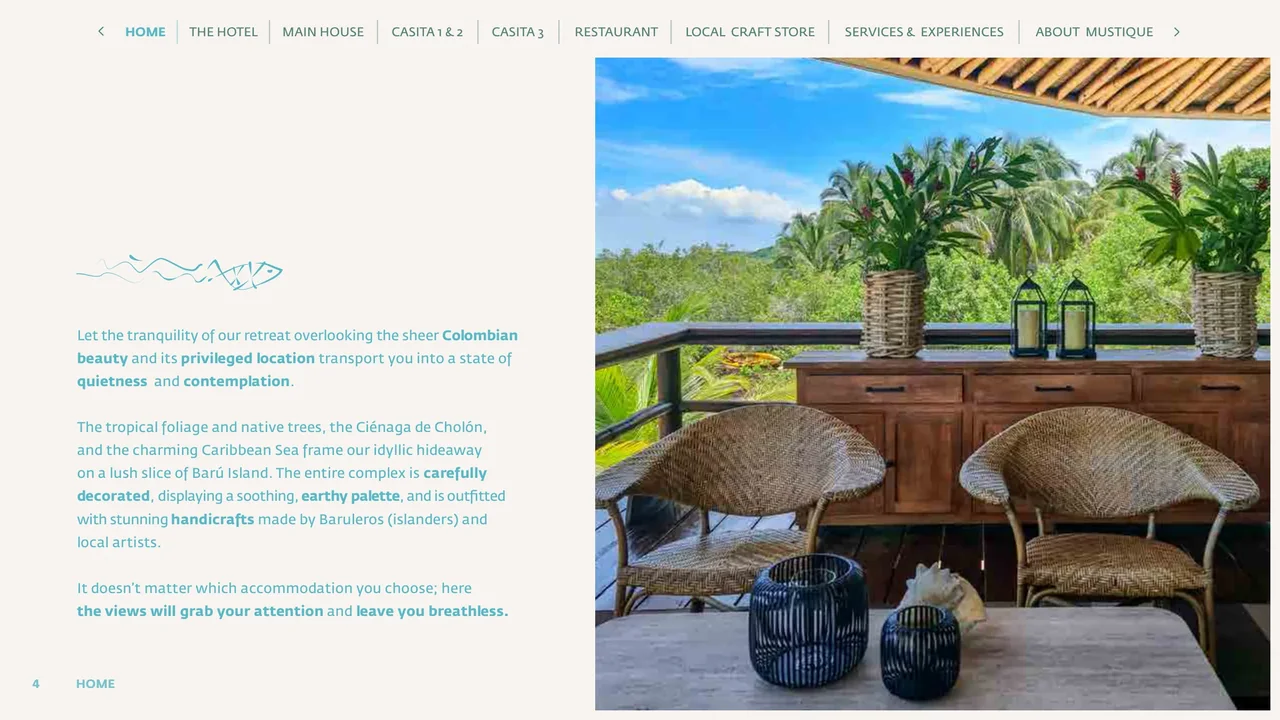 HOME THE HOTEL MAIN HOUSE CASITA 1 & 2 CASITA 3 RESTAURANT LOCAL CRAFT STORE SERVICES & EXPERIENCES ABOUT MUSTIQUE
Let the tranquility of our retreat overlooking the sheer Colombian
beauty and its privileged location transport you into a state of
quietness and contemplation.
The tropical foliage and native trees, the Ciénaga de Cholón,
and the charming Caribbean Sea frame our idyllic hideaway
on a lush slice of Barú Island. The entire complex is carefully
decorated, displaying a soothing, earthy palette, and is outfitted
with stunning handicrafts made by Baruleros (islanders) and
local artists.
It doesn't matter which accommodation you choose; here
the views will grab your attention and leave you breathless.
4 HOME